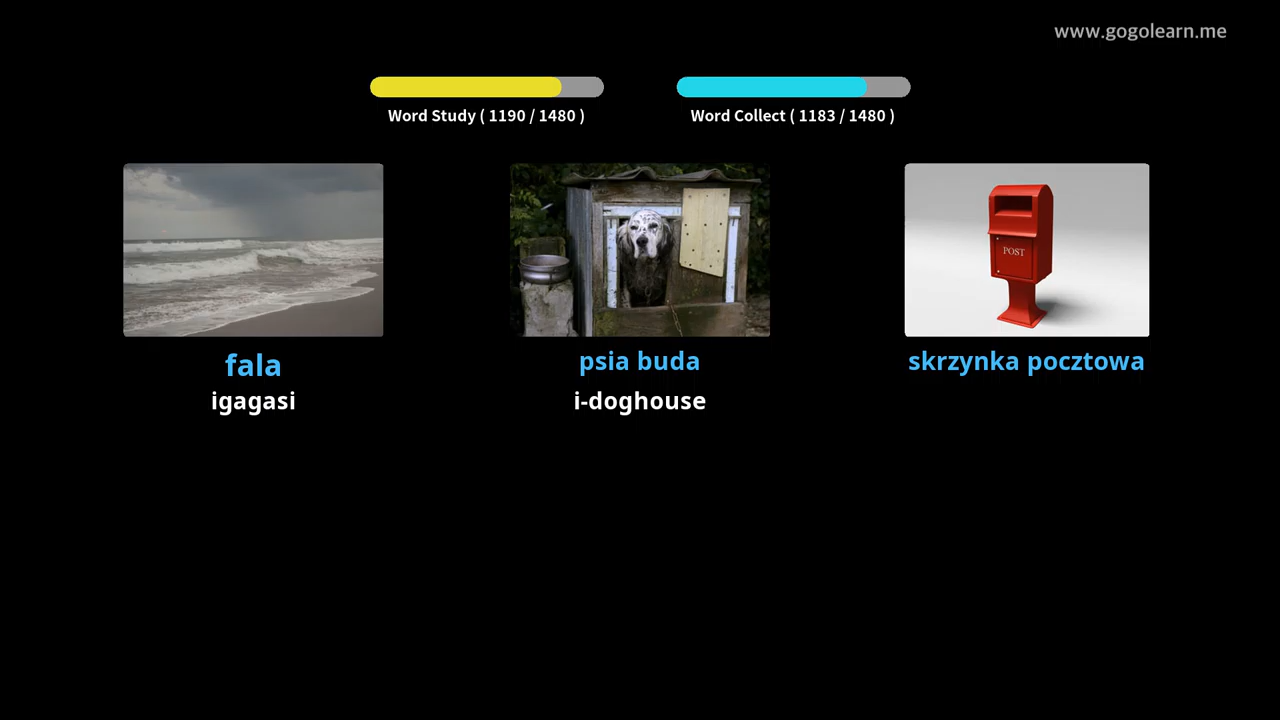 www.gogolearn.me
Word Study ( 1190 / 1480 )
Word Collect ( 1183 / 1480 )
POST
fala
psia buda
skrzynka pocztowa
igagasi
i-doghouse